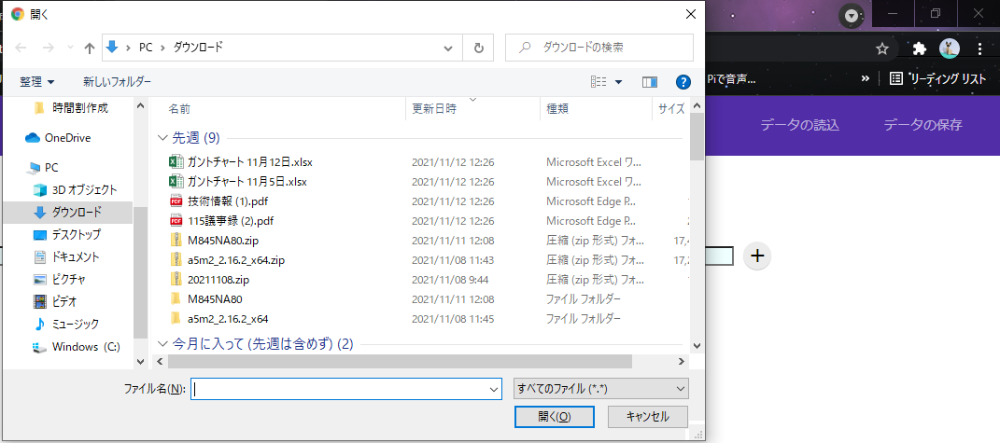 開く
PC ダウンロード
ダウンロードの検索
整理 新しいフォルダー
Piで音声... リーディング リスト
データの読込 データの保存
時間割作成
OneDrive
PC
3D オブジェクト
ダウンロード
デスクトップ
ドキュメント
ピクチャ
ビデオ
ミュージック
Windows (C:)
名前 更新日時 種類 サイズ
先週 (9)
ガントチャート 11月12日.xlsx 2021/11/12 12:26 Microsoft Excel ワ...
ガントチャート 11月5日.xlsx 2021/11/12 12:26 Microsoft Excel ワ...
技術情報 (1).pdf 2021/11/12 12:26 Microsoft Edge P...
115議事録 (2).pdf 2021/11/12 12:26 Microsoft Edge P...
M845NA80.zip 2021/11/11 12:08 圧縮 (zip 形式) フォ... 17,
a5m2_2.16.2_x64.zip 2021/11/08 11:43 圧縮 (zip 形式) フォ... 17,
20211108.zip 2021/11/08 9:44 圧縮 (zip 形式) フォ...
M845NA80 2021/11/11 12:08 ファイル フォルダー
a5m2_2.16.2_x64 2021/11/08 11:45 ファイル フォルダー
今月に入って (先週は含めず) (2)
ファイル名(N): すべてのファイル (*.*)
開く(O) キャンセル